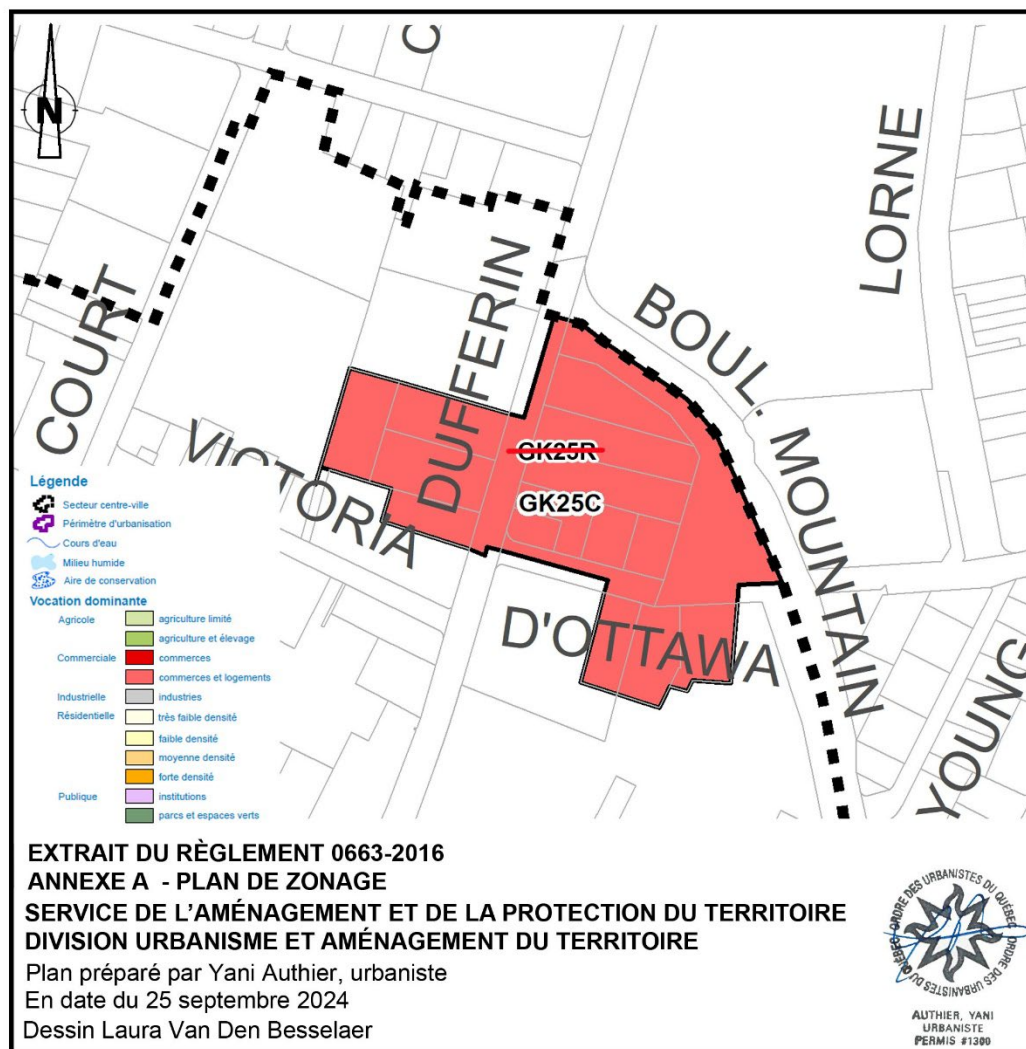 C
N
LORNE
BOUL. MOUNTAIN
DUFFERIN
COURT
VICTORIA
GK25R
GK25C
D'OTTAWA
YOUNG
Légende
Secteur centre-ville
Périmètre d'urbanisation
Cours d'eau
Milieu humide
Aire de conservation
Vocation dominante
Agricole
agriculture limité
agriculture et élevage
Commerciale
commerces
commerces et logements
Industrielle
industries
Résidentielle
très faible densité
faible densité
moyenne densité
forte densité
Publique
institutions
parcs et espaces verts
EXTRAIT DU RÈGLEMENT 0663-2016
ANNEXE A - PLAN DE ZONAGE
SERVICE DE L'AMÉNAGEMENT ET DE LA PROTECTION DU TERRITOIRE
DIVISION URBANISME ET AMÉNAGEMENT DU TERRITOIRE
Plan préparé par Yani Authier, urbaniste
En date du 25 septembre 2024
Dessin Laura Van Den Besselaer
ORDRE DES URBANISTES DU QUÉBEC
ORDRE DES URBANISTES DU QUÉBEC
AUTHIER, YANI
URBANISTE
PERMIS #1300